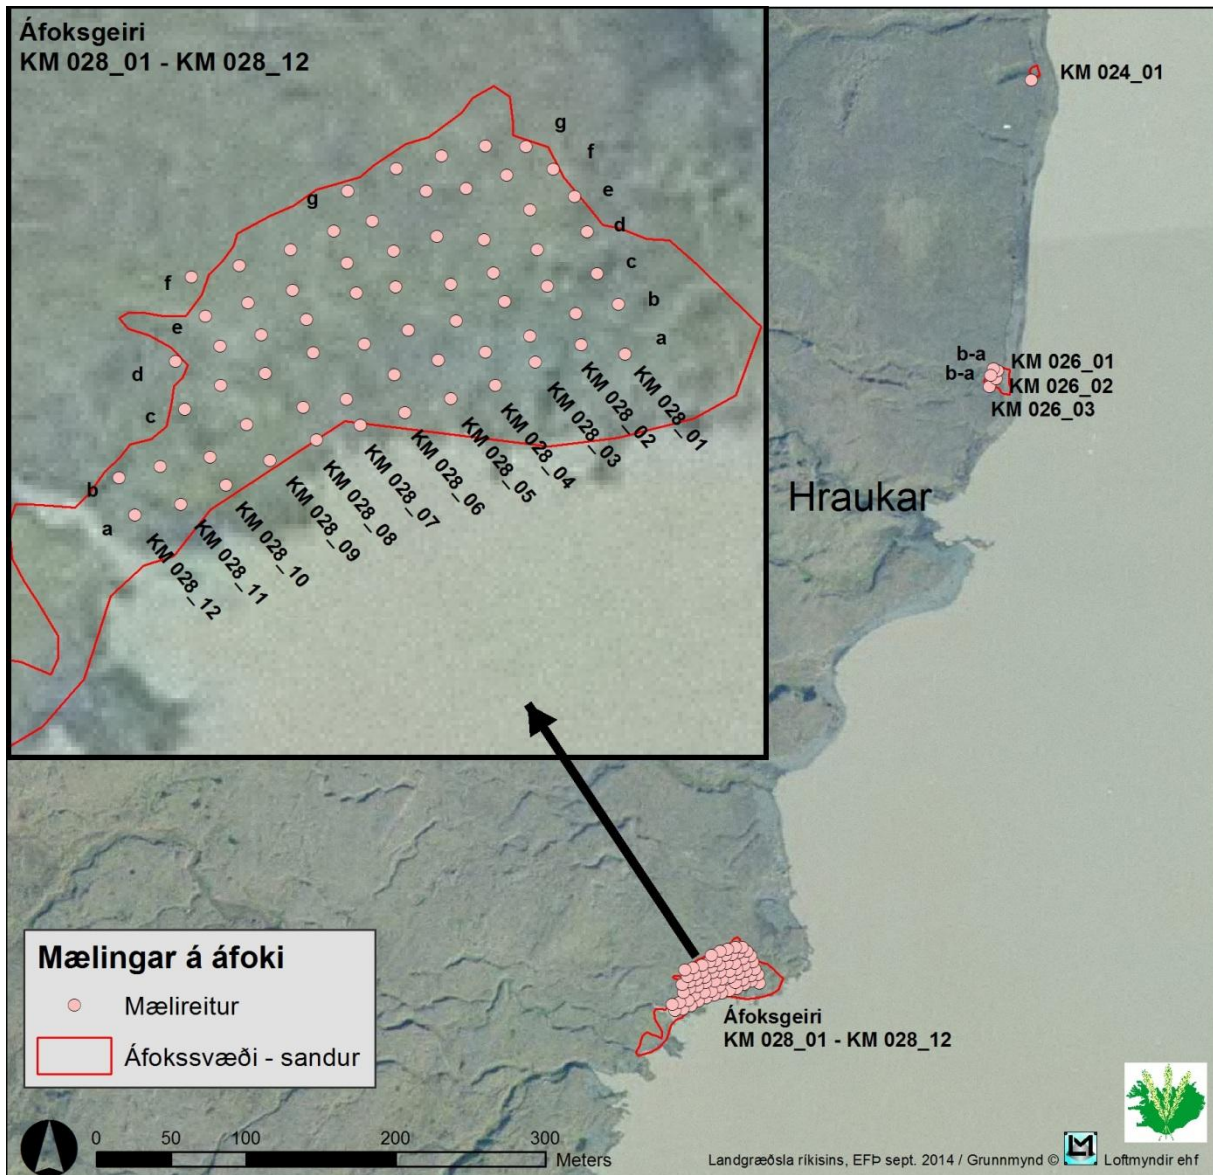 Áfoksgeiri
KM 028_01 - KM 028_12
g
f
e
d
c
b
a
g
f
e
d
c
b
a
KM 028_01
KM 028_02
KM 028_03
KM 028_04
KM 028_05
KM 028_06
KM 028_07
KM 028_08
KM 028_09
KM 028_10
KM 028_11
KM 028_12
KM 024_01
b-a
KM 026_01
b-a
KM 026_02
KM 026_03
Hraukar
Áfoksgeiri
KM 028_01 - KM 028_12
Mælingar á áfoki
Mælireitur
Áfokssvæði - sandur
0 50 100 200 300
Meters
Landgræðsla ríkisins, EFÞ sept. 2014 / Grunnmynd © LM Loftmyndir ehf